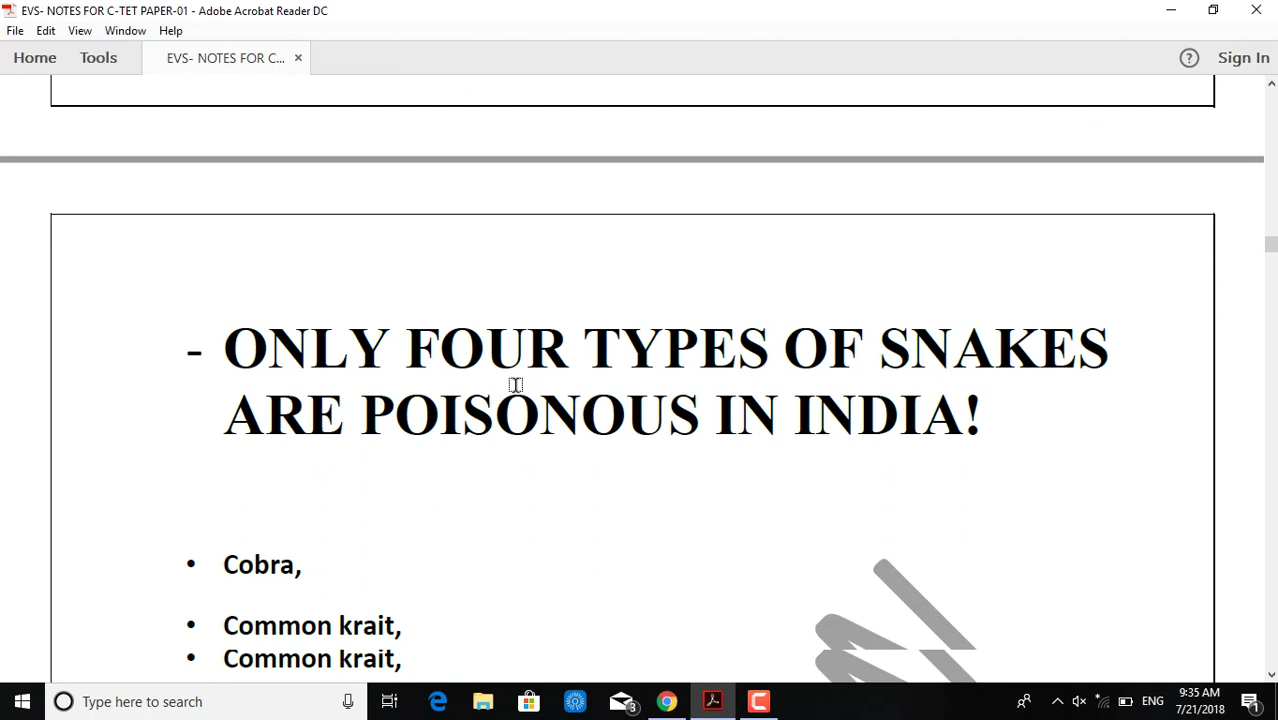 EVS- NOTES FOR C-TET PAPER-01 - Adobe Acrobat Reader DC
File Edit View Window Help
Home Tools EVS- NOTES FOR C... × ? Sign In
- ONLY FOUR TYPES OF SNAKES
ARE POISONOUS IN INDIA!
• Cobra,
• Common krait,
• Common krait,
Type here to search
3
ENG
9:35 AM
7/21/2018
1